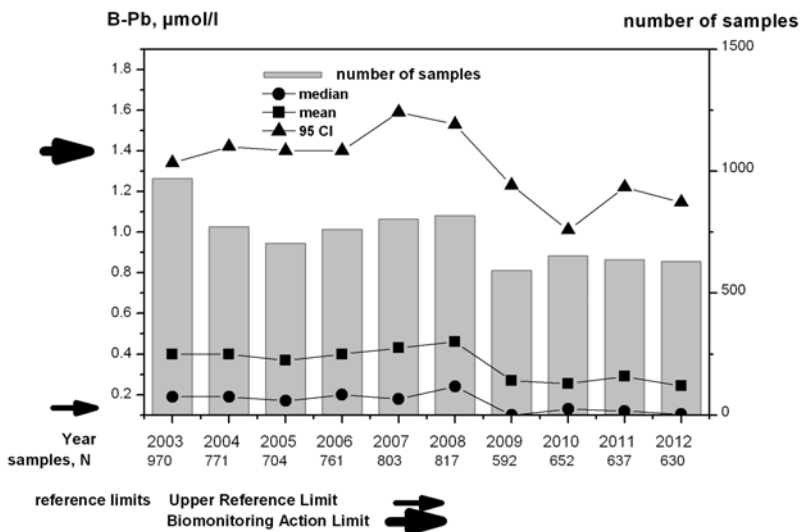 B-Pb, µmol/l number of samples
1.8 1500
1.6
1.4
1.2 1000
1.0
0.8
0.6 500
0.4
0.2
0
number of samples
median
mean
95 CI
Year 2003 2004 2005 2006 2007 2008 2009 2010 2011 2012
samples, N 970 771 704 761 803 817 592 652 637 630
reference limits Upper Reference Limit
Biomonitoring Action Limit